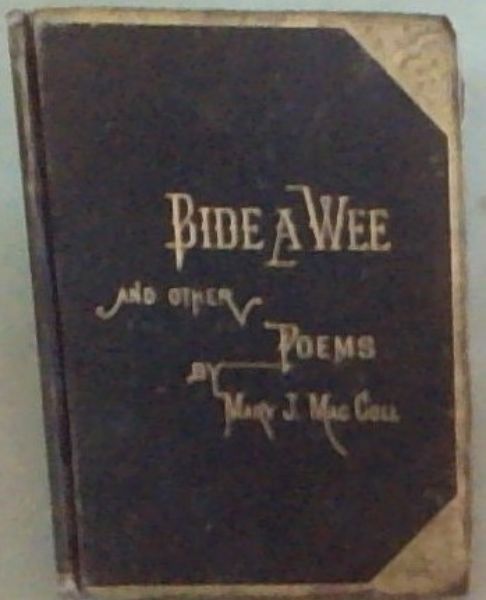 BIDE A WEE
AND OTHER
POEMS
BY
MARY J. MAC COLL